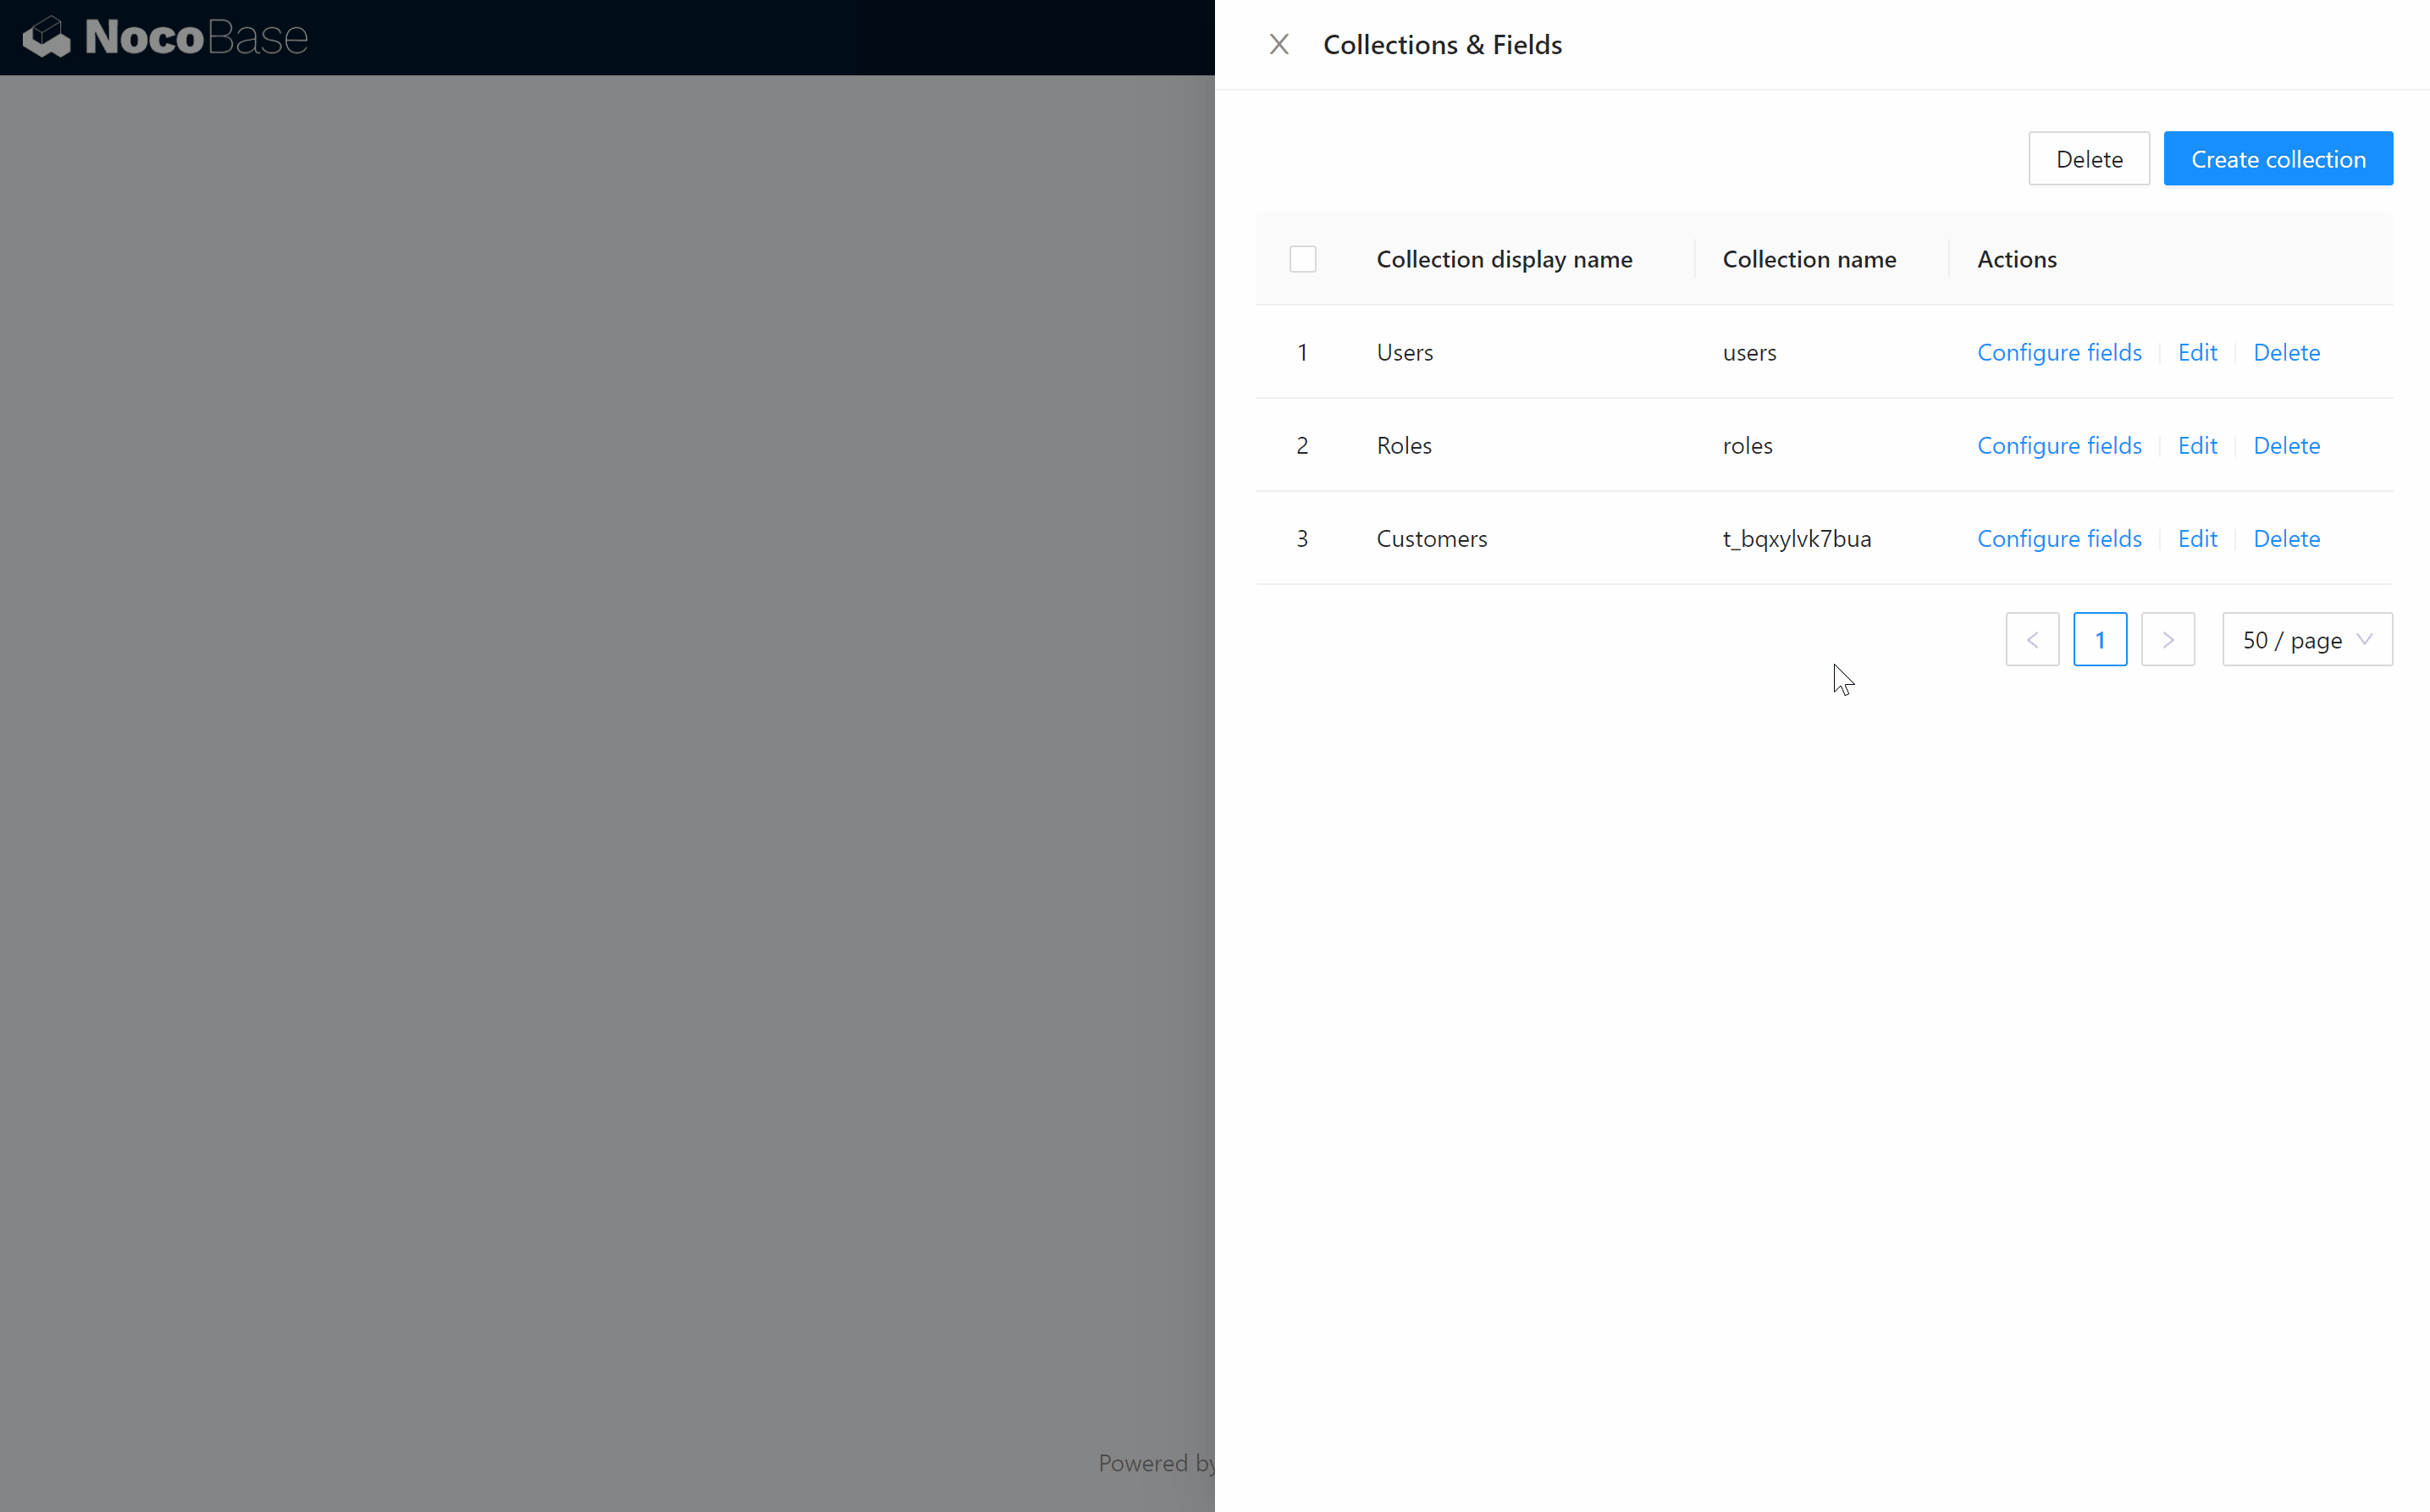 NocoBase
Collections & Fields
Delete Create collection
Collection display name Collection name Actions
1 Users users Configure fields Edit Delete
2 Roles roles Configure fields Edit Delete
3 Customers t_bqxylvk7bua Configure fields Edit Delete
1 50 / page
Powered by